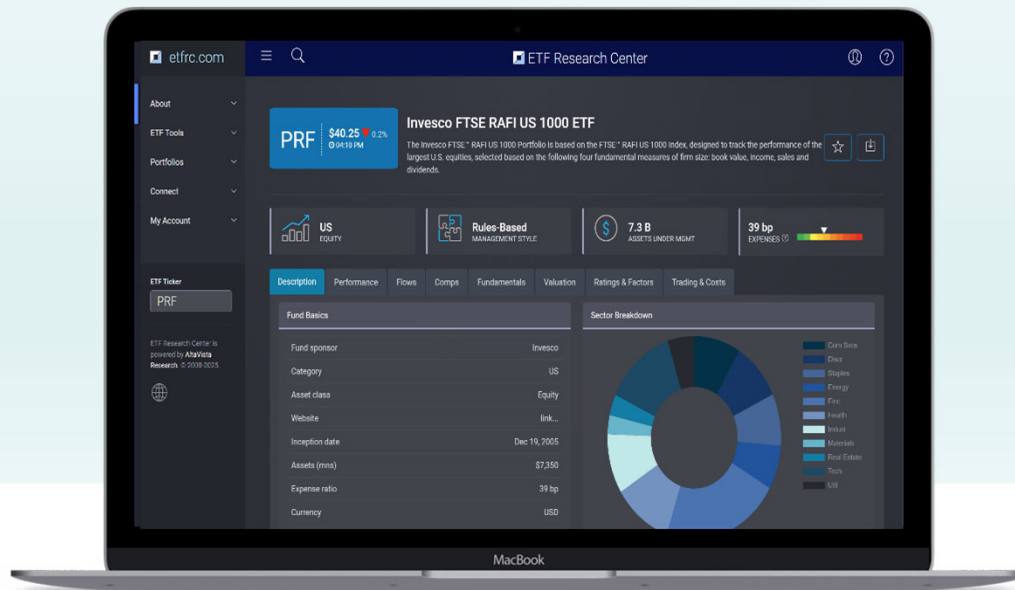 etfrc.com
ETF Research Center
About
ETF Tools
Portfolios
Connect
My Account
ETF Ticker
PRF
ETF Research Center is
powered by AltaVista
Research. © 2008-2025.
PRF
$40.25 0.2%
04:10 PM
Invesco FTSE RAFI US 1000 ETF
The Invesco FTSE™ RAFI US 1000 Portfolio is based on the FTSE™ RAFI US 1000 Index, designed to track the performance of the
largest U.S. equities, selected based on the following four fundamental measures of firm size: book value, income, sales and
dividends.
US
EQUITY
Rules-Based
MANAGEMENT STYLE
7.3 B
ASSETS UNDER MGMT
39 bp
EXPENSES
Description Performance Flows Comps Fundamentals Valuation Ratings & Factors Trading & Costs
Fund Basics
Fund sponsor Invesco
Category US
Asset class Equity
Website link...
Inception date Dec 19, 2005
Assets (mns) $7,350
Expense ratio 39 bp
Currency USD
Sector Breakdown
Com Svcs
Discr
Staples
Energy
Finc
Health
Indust
Materials
Real Estate
Tech
Util
MacBook